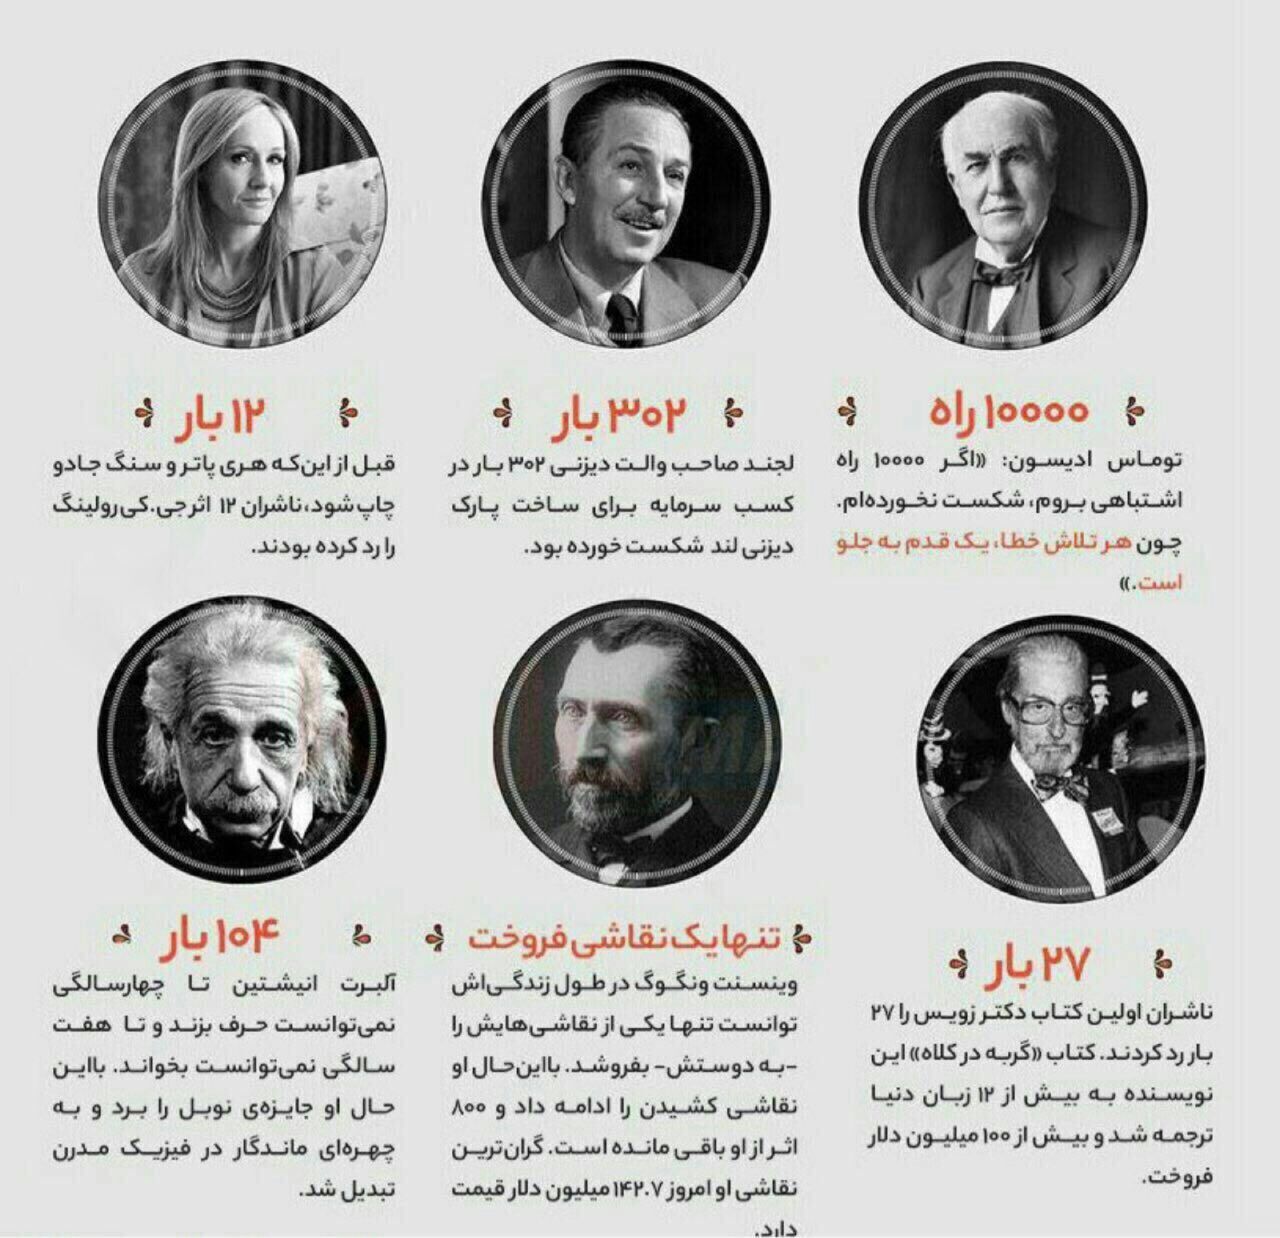 ۱۰۰۰۰ راه
توماس ادیسون: «اگر ۱۰۰۰۰ راه
اشتباهی بروم، شکست نخورده‌ام.
چون هر تلاش خطا، یک قدم به جلو
است.»
۳۰۲ بار
لجند صاحب والت دیزنی ۳۰۲ بار در
کسب سرمایه برای ساخت پارک
دیزنی لند شکست خورده بود.
۱۲ بار
قبل از این‌که هری پاتر و سنگ جادو
چاپ شود، ناشران ۱۲ اثر جی.کی رولینگ
را رد کرده بودند.
۲۷ بار
ناشران اولین کتاب دکتر زویس را ۲۷
بار رد کردند. کتاب «گربه در کلاه» این
نویسنده به بیش از ۱۲ زبان دنیا
ترجمه شد و بیش از ۱۰۰ میلیون دلار
فروخت.
تنها یک نقاشی فروخت
وینسنت ونگوگ در طول زندگی‌اش
توانست تنها یکی از نقاشی‌هایش را
-به دوستش- بفروشد. بااین‌حال او
نقاشی کشیدن را ادامه داد و ۸۰۰
اثر از او باقی مانده است. گران‌ترین
نقاشی او امروز ۱۴۲.۷ میلیون دلار قیمت
دارد.
۱۰۴ بار
آلبرت انیشتین تا چهارسالگی
نمی‌توانست حرف بزند و تا هفت
سالگی نمی‌توانست بخواند. بااین
حال او جایزه‌ی نوبل را برد و به
چهره‌ای ماندگار در فیزیک مدرن
تبدیل شد.